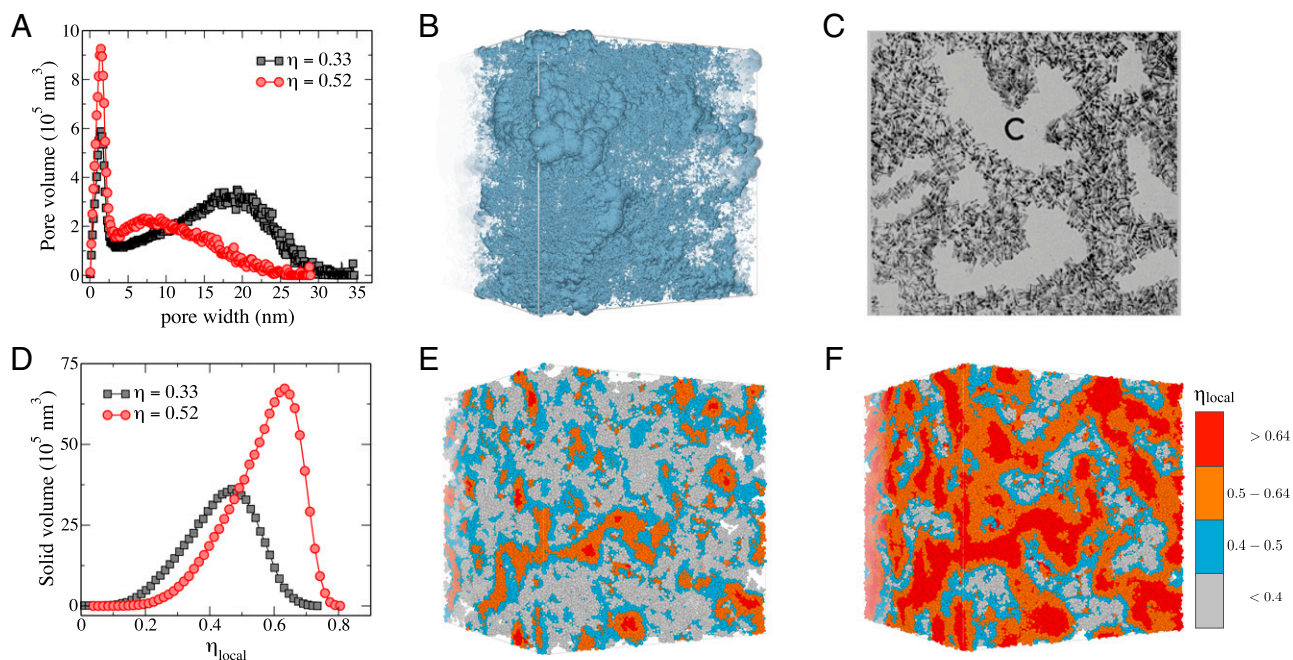 A
Pore volume (10^5 nm^3)
10
8
6
4
2
0
0
5
10
15
20
25
30
35
pore width (nm)
η = 0.33
η = 0.52
B
C
C
D
Solid volume (10^5 nm^3)
75
50
25
0
0
0.2
0.4
0.6
0.8
η_local
η = 0.33
η = 0.52
E
F
η_local
> 0.64
0.5 – 0.64
0.4 – 0.5
< 0.4